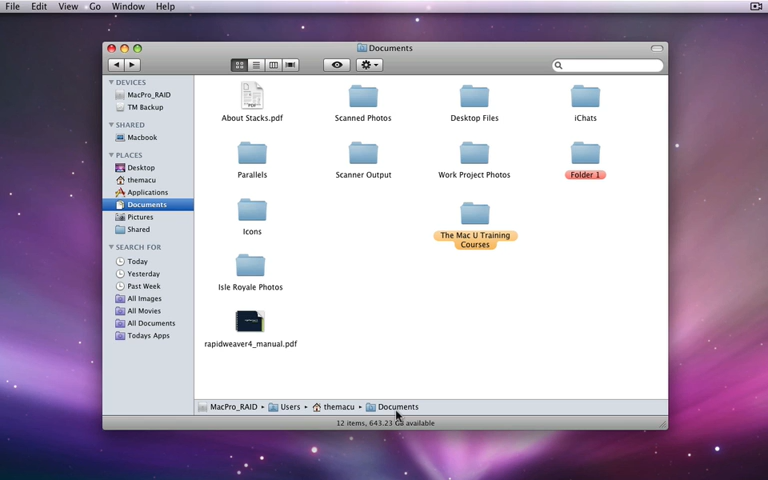 File Edit View Go Window Help
Documents
DEVICES
MacPro_RAID
TM Backup
SHARED
Macbook
PLACES
Desktop
themacu
Applications
Documents
Pictures
Shared
SEARCH FOR
Today
Yesterday
Past Week
All Images
All Movies
All Documents
Todays Apps
PDF
About Stacks.pdf Scanned Photos Desktop Files iChats
Parallels Scanner Output Work Project Photos Folder 1
Icons
The Mac U Training
Courses
Isle Royale Photos
rapidweaver4_manual.pdf
MacPro_RAID Users themacu Documents
12 items, 643.23 GB available